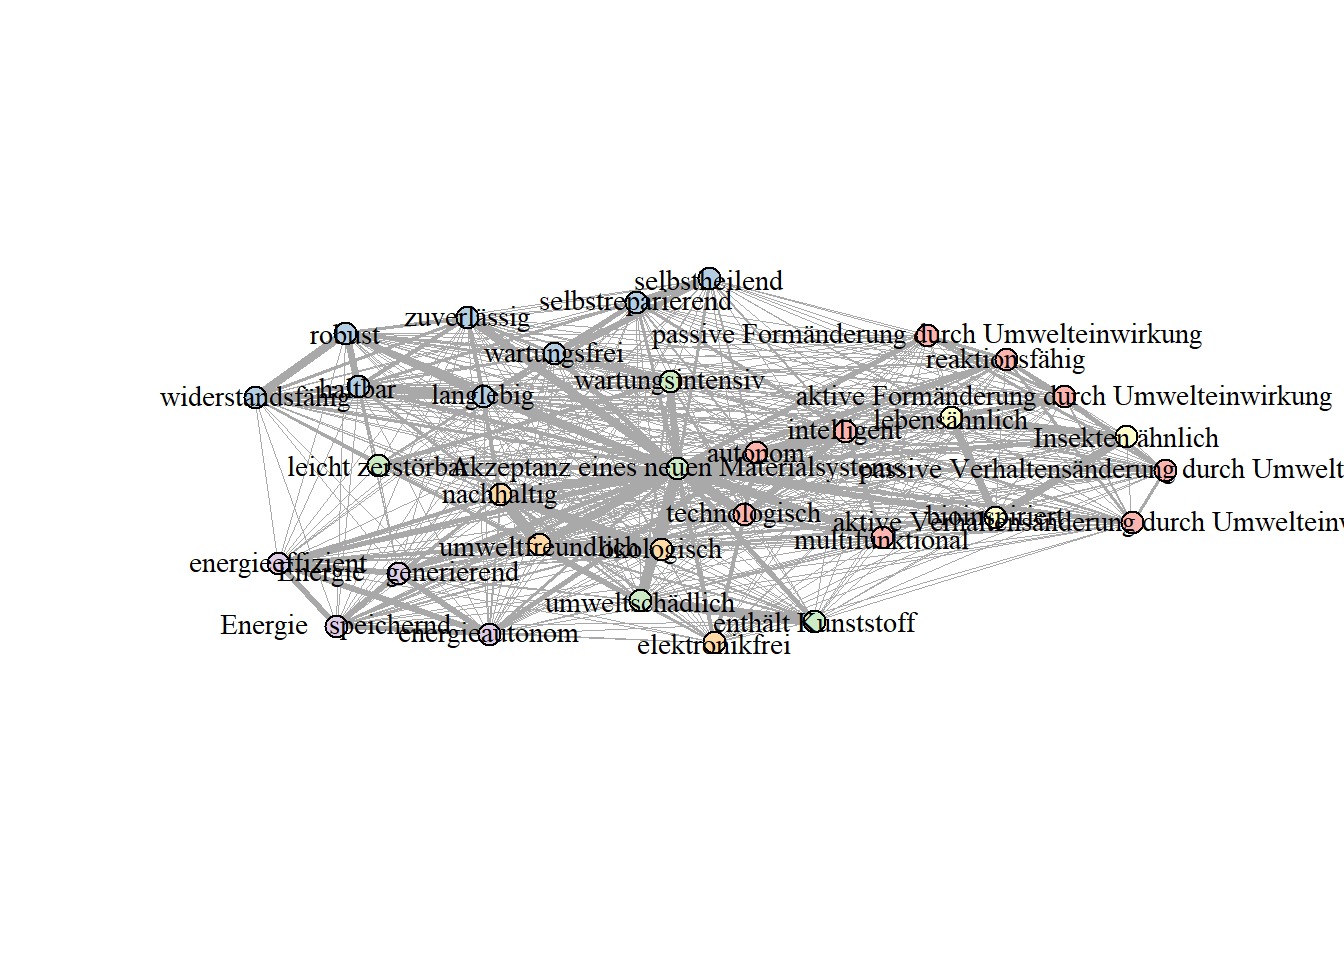 selbstheilend
selbstreparierend
zuverlässig
robust
passive Formänderung durch Umwelteinwirkung
wartungsfrei
reaktionsfähig
wartungsintensiv
haltbar
langlebig
widerstandsfähig
aktive Formänderung durch Umwelteinwirkung
lebensähnlich
intelligent
Insekten ähnlich
autonom
leicht zerstörbar
Akzeptanz eines neuen Materialsystems
passive Verhaltensänderung durch Umwelt
nachhaltig
technologisch
bioinspiriert
aktive Verhaltensänderung durch Umweltein
multifunktional
umweltfreundlich
ökologisch
energieeffizient
Energie generierend
umweltschädlich
enthält Kunststoff
Energie speichernd
energieautonom
elektronikfrei